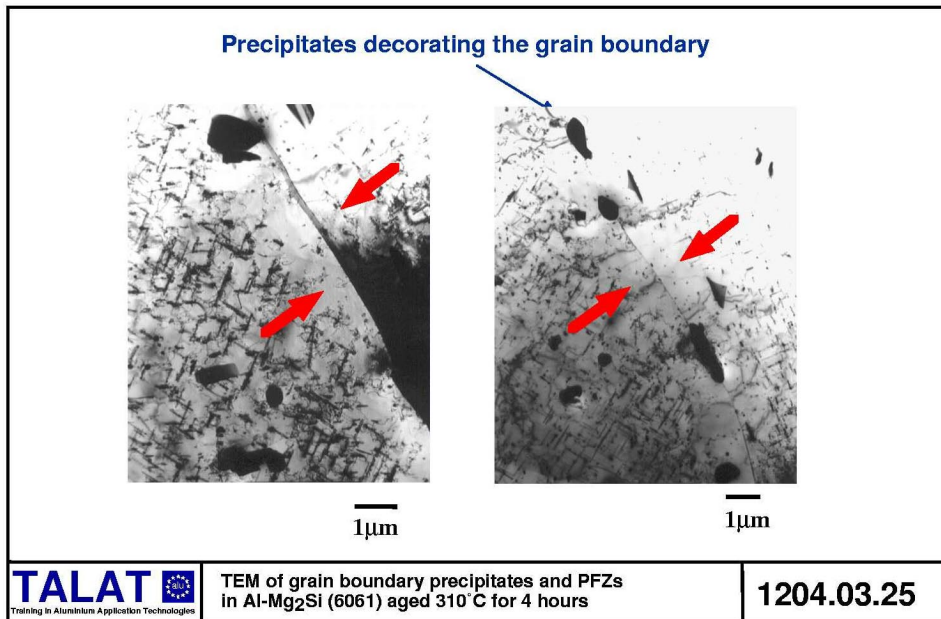 Precipitates decorating the grain boundary
1μm
1μm
TALAT
alu
Training in Aluminium Application Technologies
TEM of grain boundary precipitates and PFZs
in Al-Mg2Si (6061) aged 310°C for 4 hours
1204.03.25